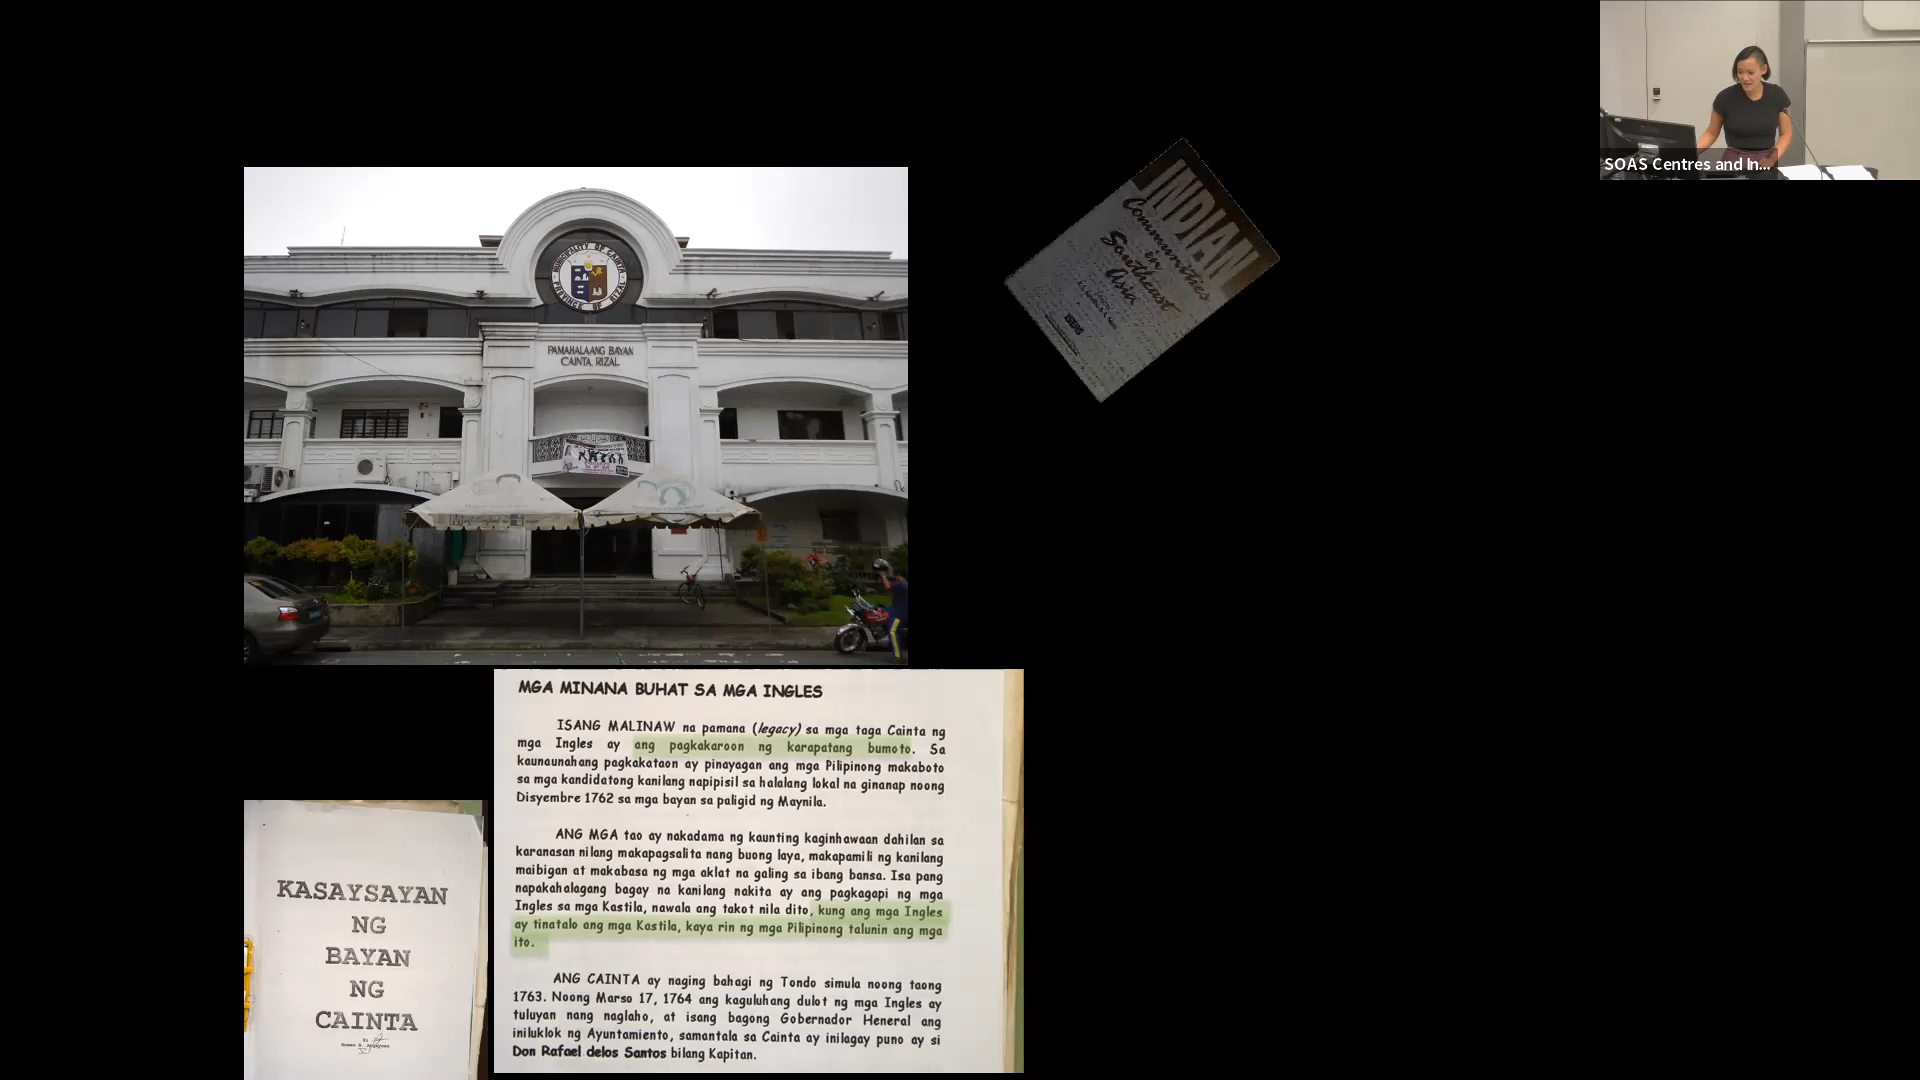 SOAS Centres and In...
INDIAN
Communities
in
Southeast
Asia
MUNICIPALITY OF CAINTA
PROVINCE OF RIZAL
PAMAHALAANG BAYAN
CAINTA, RIZAL
MGA MINANA BUHAT SA MGA INGLES
ISANG MALINAW na pamana (legacy) sa mga taga Cainta ng
mga Ingles ay ang pagkakaroon ng karapatang bumoto. Sa
kaunaunahang pagkakataon ay pinayagan ang mga Pilipinong makaboto
sa mga kandidatong kanilang napipisil sa halalang lokal na ginanap noong
Disyembre 1762 sa mga bayan sa paligid ng Maynila.
ANG MGA tao ay nakadama ng kaunting kaginhawaan dahilan sa
karanasan nilang makapagsalita nang buong laya, makapamili ng kanilang
maibigan at makabasa ng mga aklat na galing sa ibang bansa. Isa pang
napakahalagang bagay na kanilang nakita ay ang pagkagapi ng mga
Ingles sa mga Kastila, nawala ang takot nila dito, kung ang mga Ingles
ay tinatalo ang mga Kastila, kaya rin ng mga Pilipinong talunin ang mga
ito.
ANG CAINTA ay naging bahagi ng Tondo simula noong taong
1763. Noong Marso 17, 1764 ang kaguluhang dulot ng mga Ingles ay
tuluyan nang naglaho, at isang bagong Gobernador Heneral ang
iniluklok ng Ayuntamiento, samantala sa Cainta ay inilagay puno ay si
Don Rafael delos Santos bilang Kapitan.
KASAYSAYAN
NG
BAYAN
NG
CAINTA